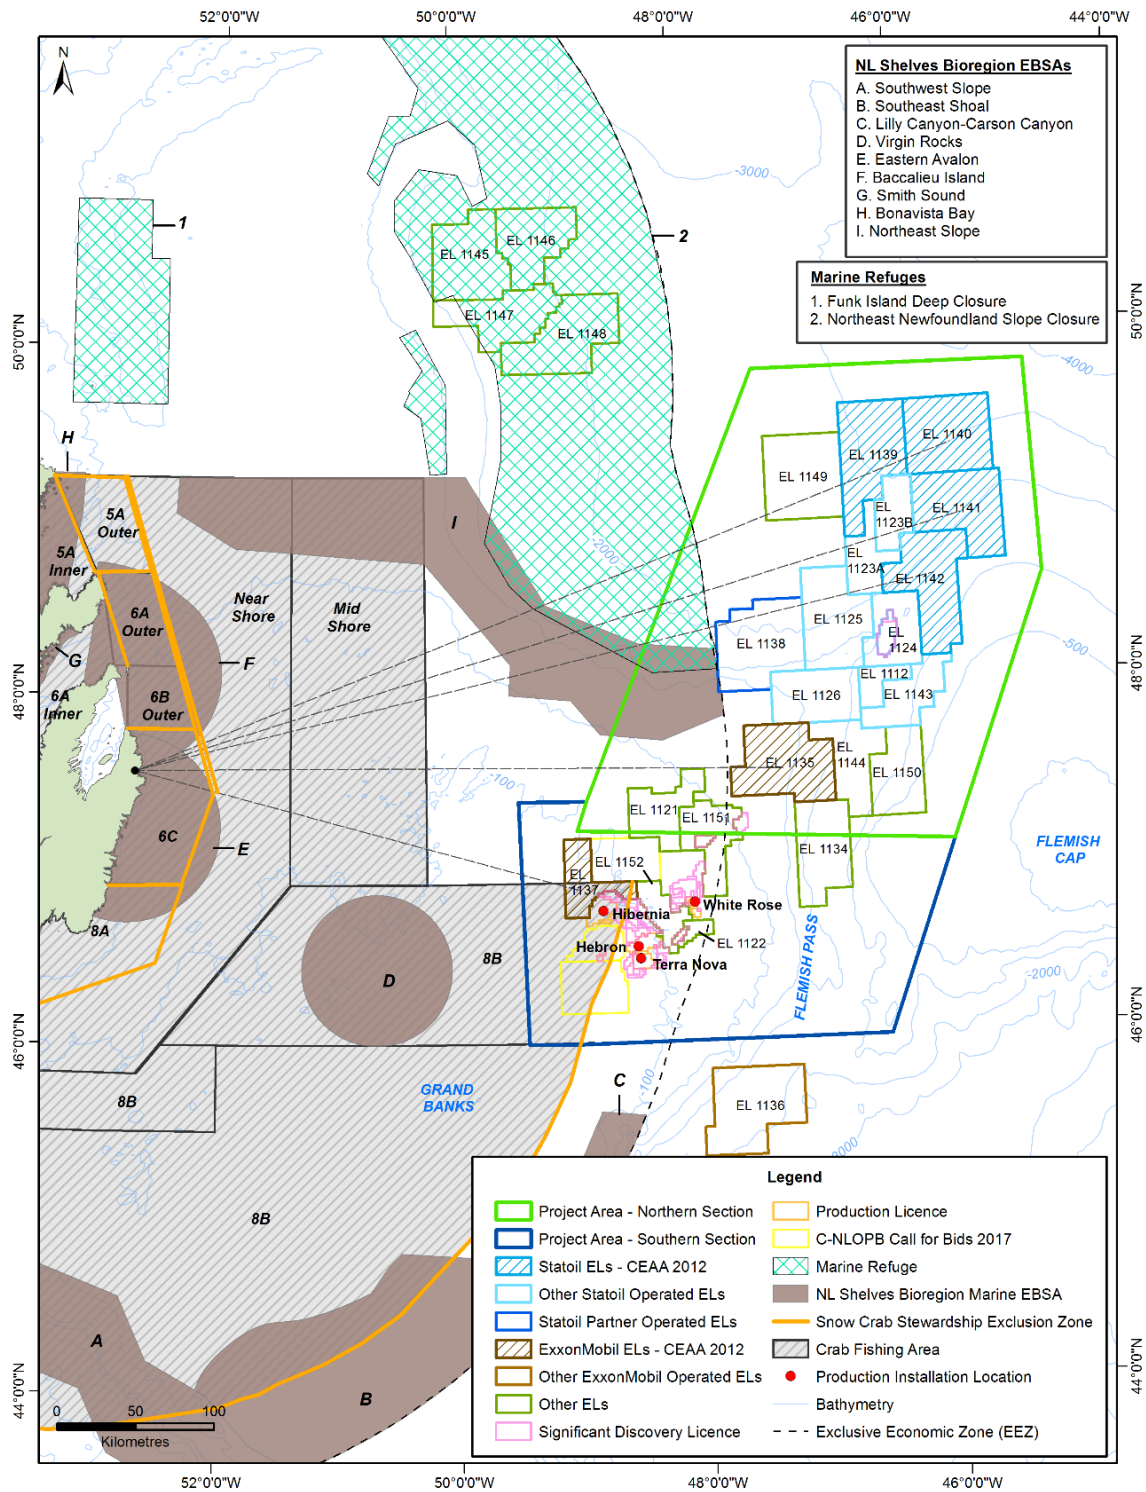 52°0'0"W
50°0'0"W
48°0'0"W
46°0'0"W
44°0'0"W
N
NL Shelves Bioregion EBSAs
A. Southwest Slope
B. Southeast Shoal
C. Lilly Canyon-Carson Canyon
D. Virgin Rocks
E. Eastern Avalon
F. Baccalieu Island
G. Smith Sound
H. Bonavista Bay
I. Northeast Slope
Marine Refuges
1. Funk Island Deep Closure
2. Northeast Newfoundland Slope Closure
-3000
1
2
EL 1145
EL 1146
EL 1147
EL 1148
50°0'0"N
50°0'0"N
-4000
EL 1149
EL 1139
EL 1140
EL 1141
EL
1123B
EL
1123A
EL 1142
H
5A
Outer
5A
Inner
I
-2000
6A
Outer
Near
Shore
Mid
Shore
EL 1125
EL
1124
EL 1138
-500
G
F
6A
Inner
6B
Outer
EL 1112
EL 1126
EL 1143
48°0'0"N
48°0'0"N
EL 1135
EL
1144
EL 1150
-100
EL 1121
EL 1151
6C
E
EL 1134
FLEMISH
CAP
EL 1152
EL
1137
White Rose
Hibernia
8A
EL 1122
Hebron
8B
Terra Nova
D
FLEMISH PASS
-2000
46°0'0"N
46°0'0"N
-100
C
GRAND
BANKS
8B
EL 1136
8B
A
B
44°0'0"N
44°0'0"N
0
50
100
Kilometres
Legend
Project Area - Northern Section
Project Area - Southern Section
Statoil ELs - CEAA 2012
Other Statoil Operated ELs
Statoil Partner Operated ELs
ExxonMobil ELs - CEAA 2012
Other ExxonMobil Operated ELs
Other ELs
Significant Discovery Licence
Production Licence
C-NLOPB Call for Bids 2017
Marine Refuge
NL Shelves Bioregion Marine EBSA
Snow Crab Stewardship Exclusion Zone
Crab Fishing Area
Production Installation Location
Bathymetry
Exclusive Economic Zone (EEZ)
52°0'0"W
50°0'0"W
48°0'0"W
46°0'0"W